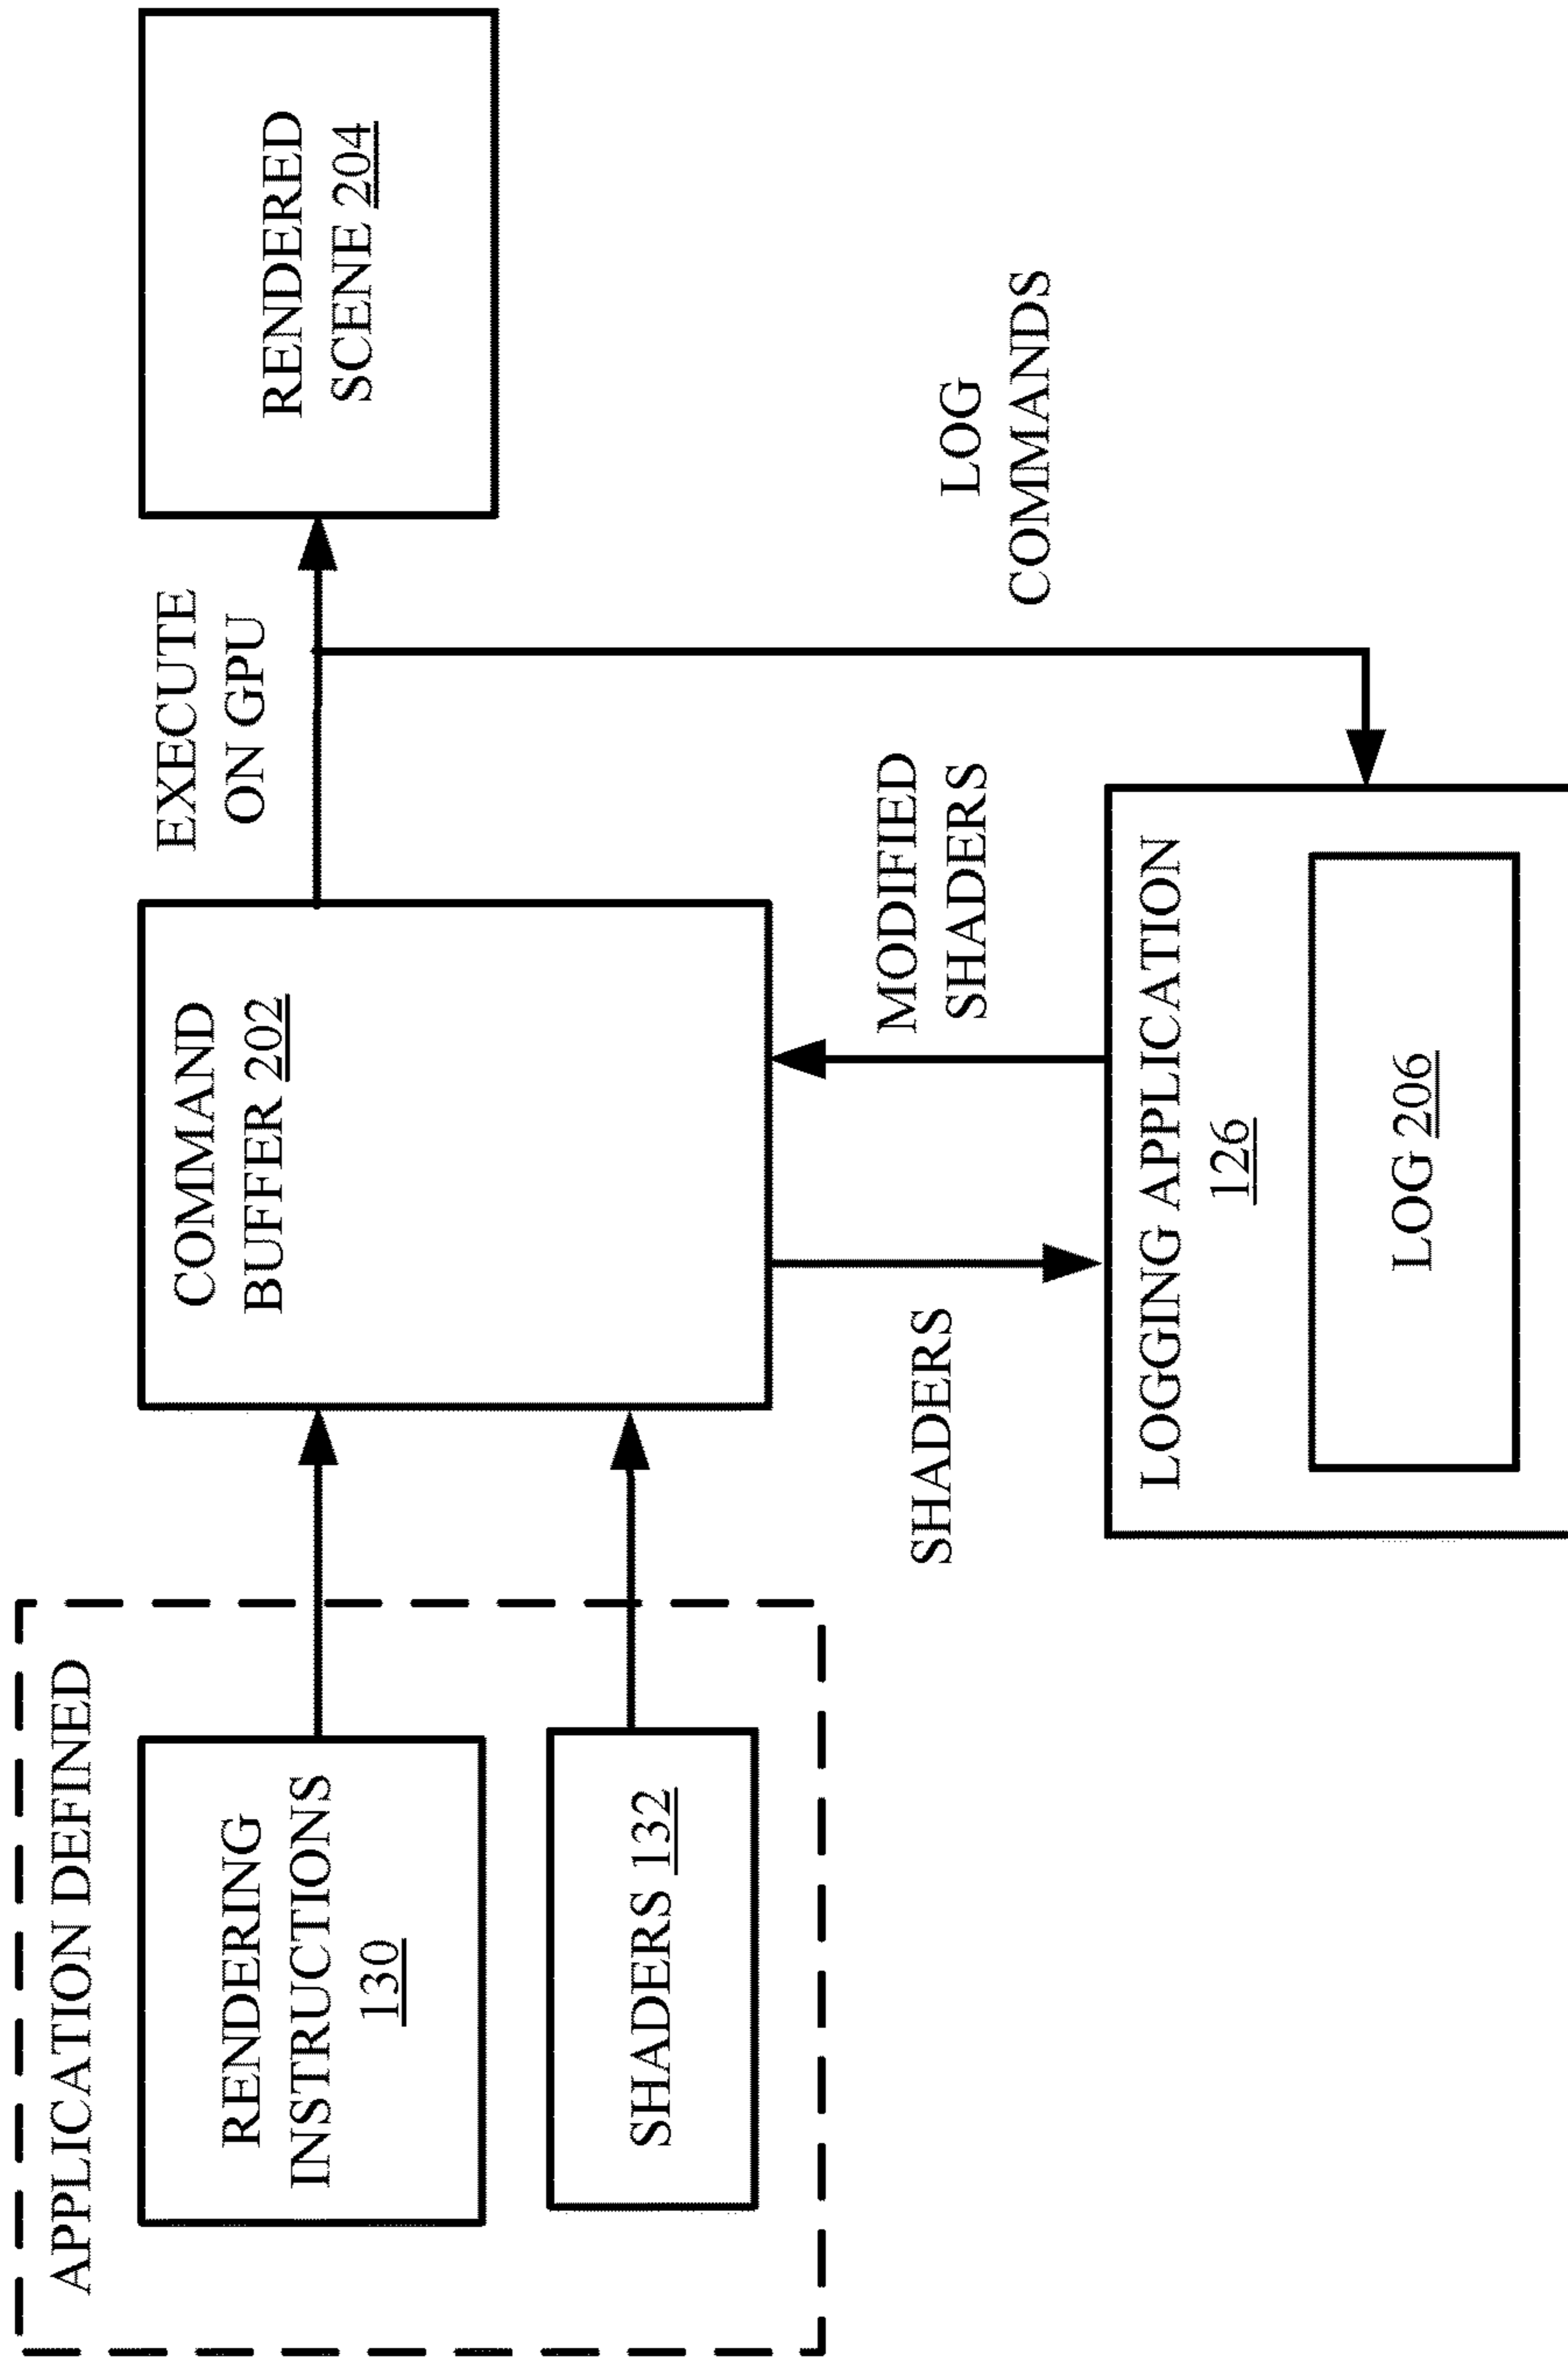 APPLICATION DEFINED
RENDERING
INSTRUCTIONS
130
SHADERS 132
COMMAND
BUFFER 202
EXECUTE
ON GPU
RENDERED
SCENE 204
SHADERS
MODIFIED
SHADERS
LOG
COMMANDS
LOGGING APPLICATION
126
LOG 206